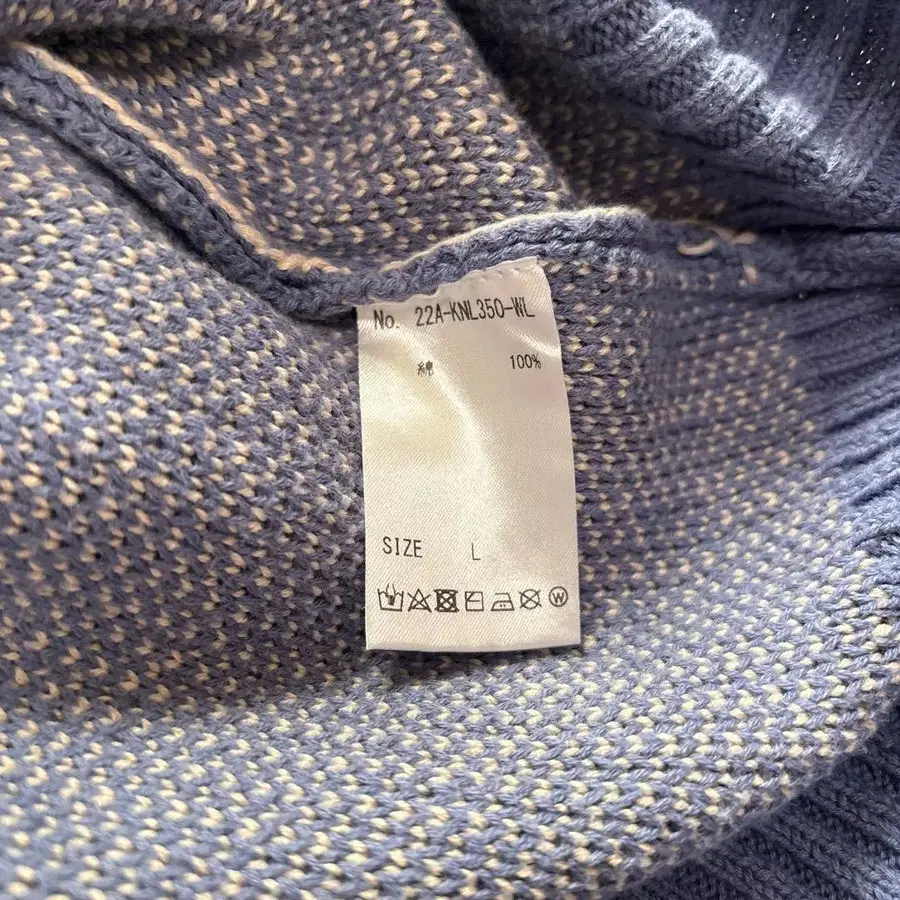 No. 22A-KNL350-WL
綿 100%
SIZE L
W